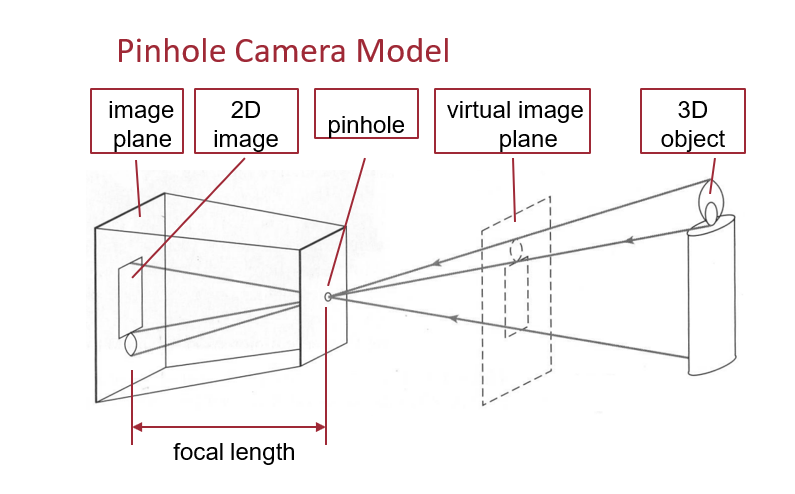 Pinhole Camera Model
image
plane
2D
image
pinhole
virtual image
plane
3D
object
focal length